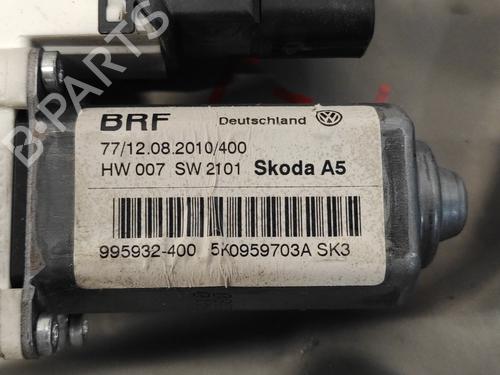 BRF Deutschland
77/12.08.2010/400
HW 007 SW 2101 Skoda A5
995932-400 5K0959703A SK3
B-PARTS